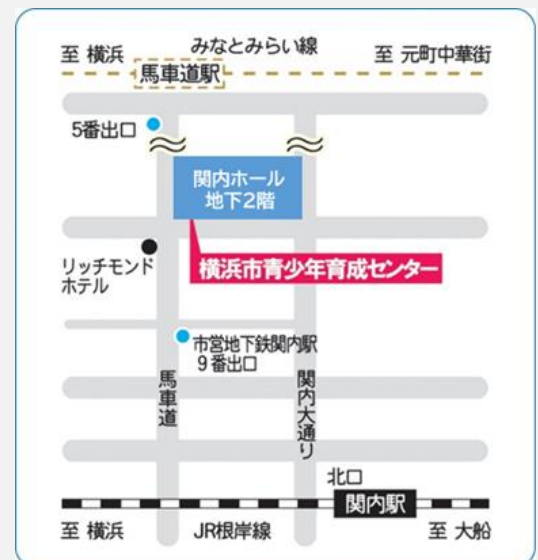 みなとみらい線
至 横浜
至 元町中華街
馬車道駅
5番出口
関内ホール
地下2階
リッチモンド
ホテル
横浜市青少年育成センター
市営地下鉄関内駅
9番出口
馬車道
関内大通り
北口
関内駅
至 横浜
JR根岸線
至 大船